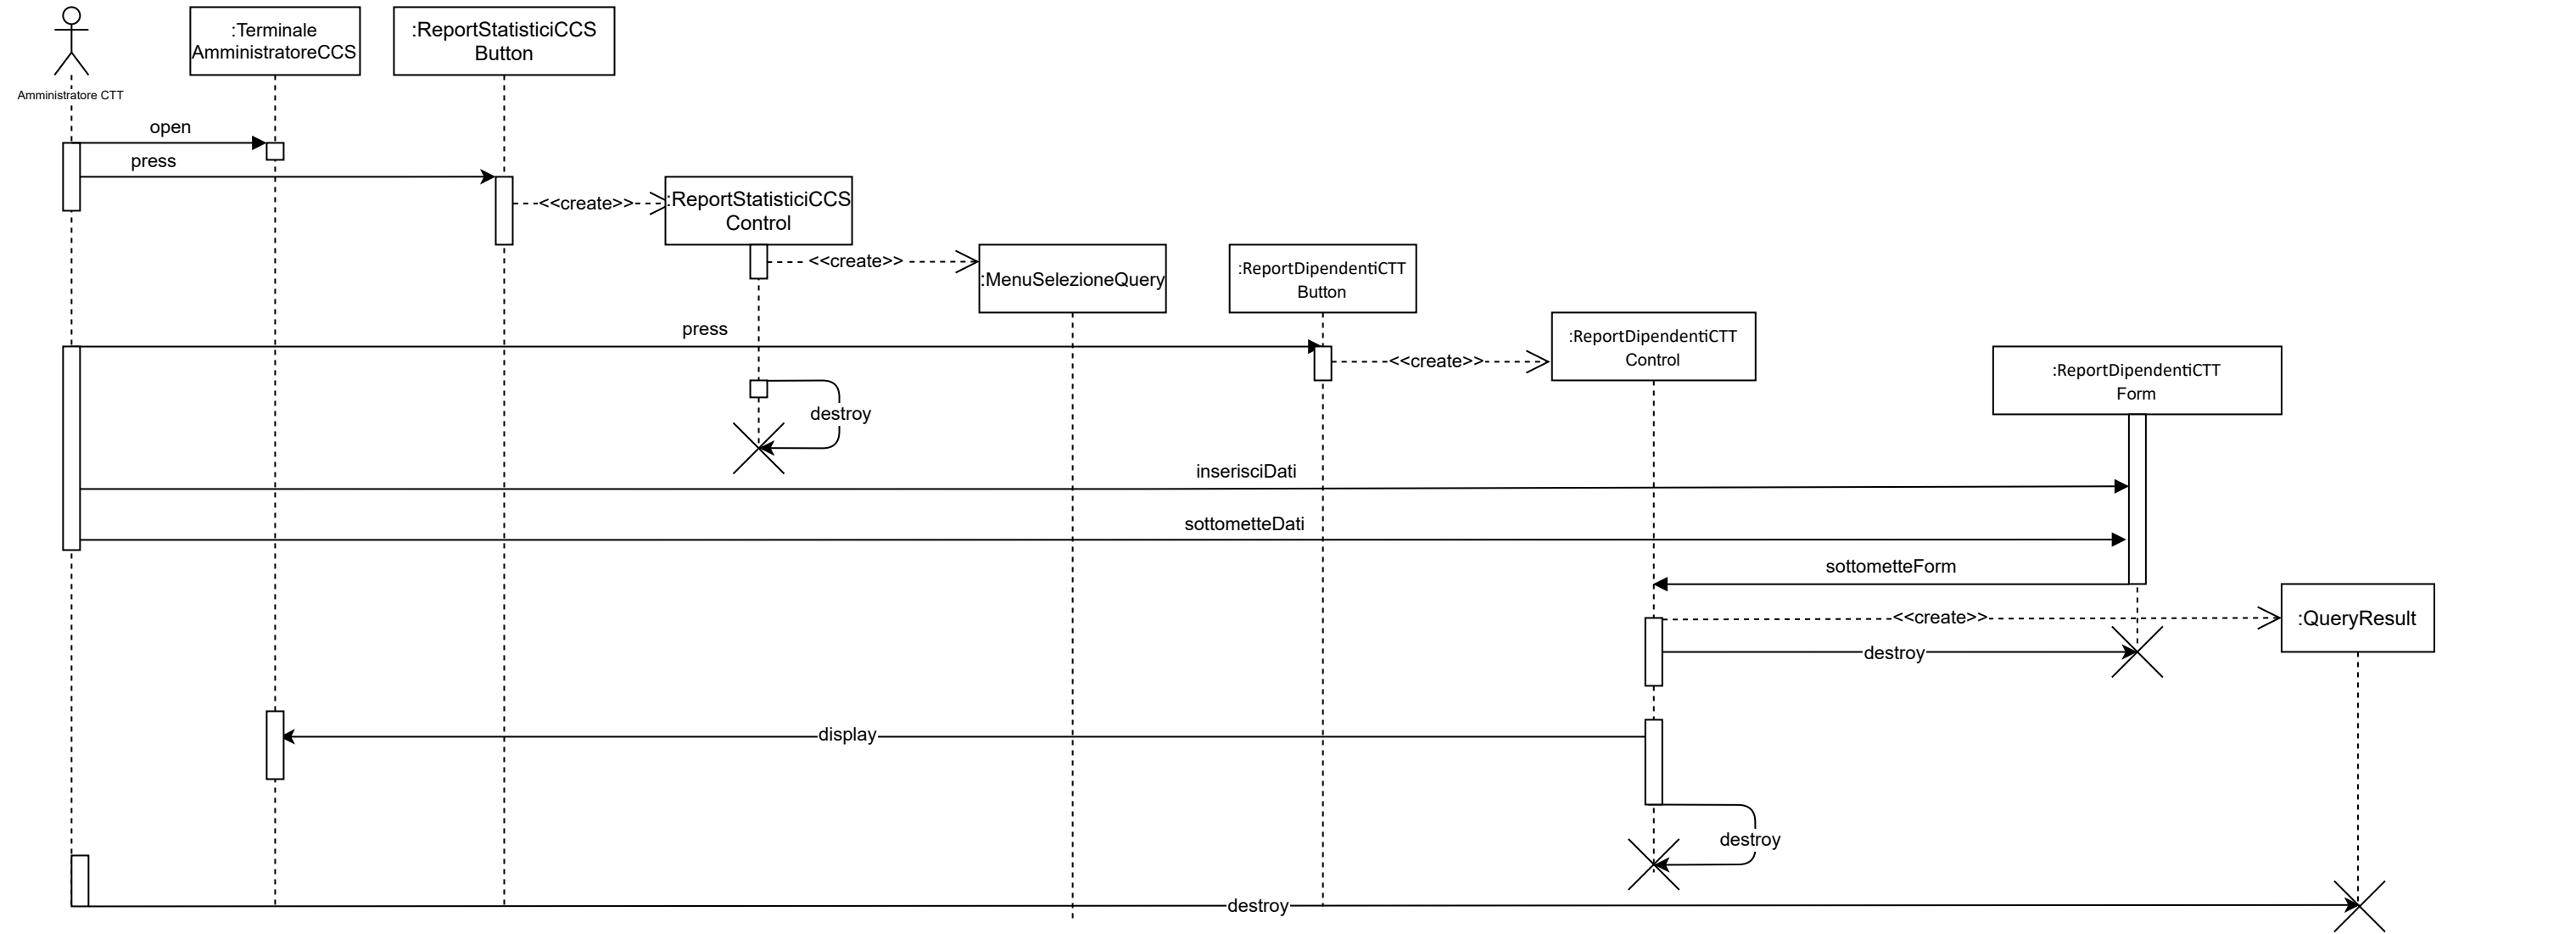 :Terminale
AmministratoreCCS
:ReportStatisticiCCS
Button
Amministratore CTT
open
press
<<create>>
:ReportStatisticiCCS
Control
<<create>>
:MenuSelezioneQuery
:ReportDipendentiCTT
Button
press
<<create>>
:ReportDipendentiCTT
Control
:ReportDipendentiCTT
Form
destroy
inserisciDati
sottometteDati
sottometteForm
<<create>>
:QueryResult
destroy
display
destroy
destroy